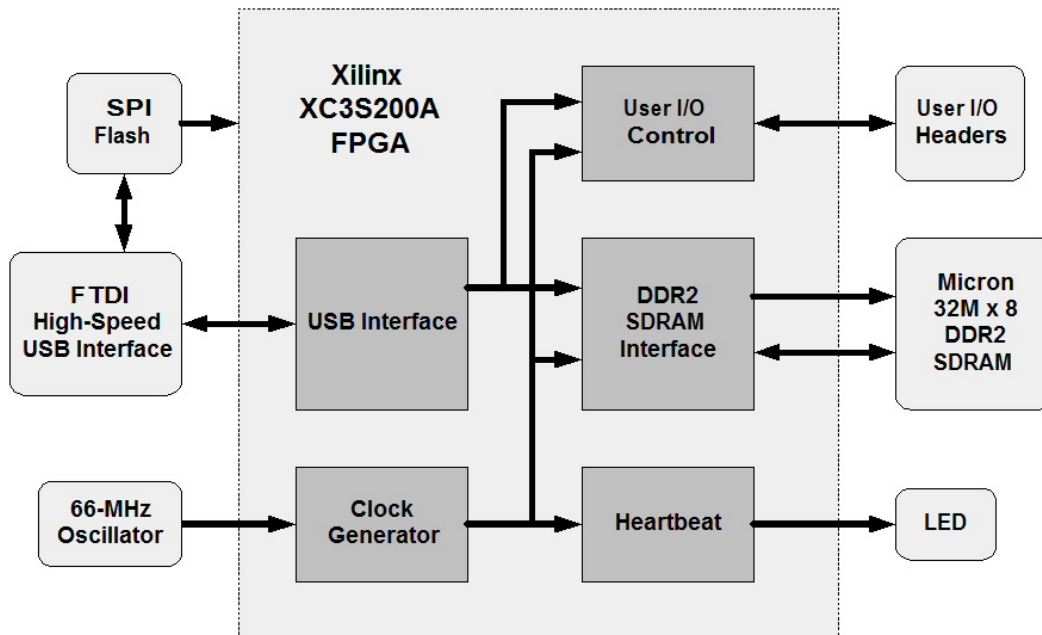 Xilinx
XC3S200A
FPGA
SPI
Flash
User I/O
Control
User I/O
Headers
FTDI
High-Speed
USB Interface
USB Interface
DDR2
SDRAM
Interface
Micron
32M x 8
DDR2
SDRAM
66-MHz
Oscillator
Clock
Generator
Heartbeat
LED